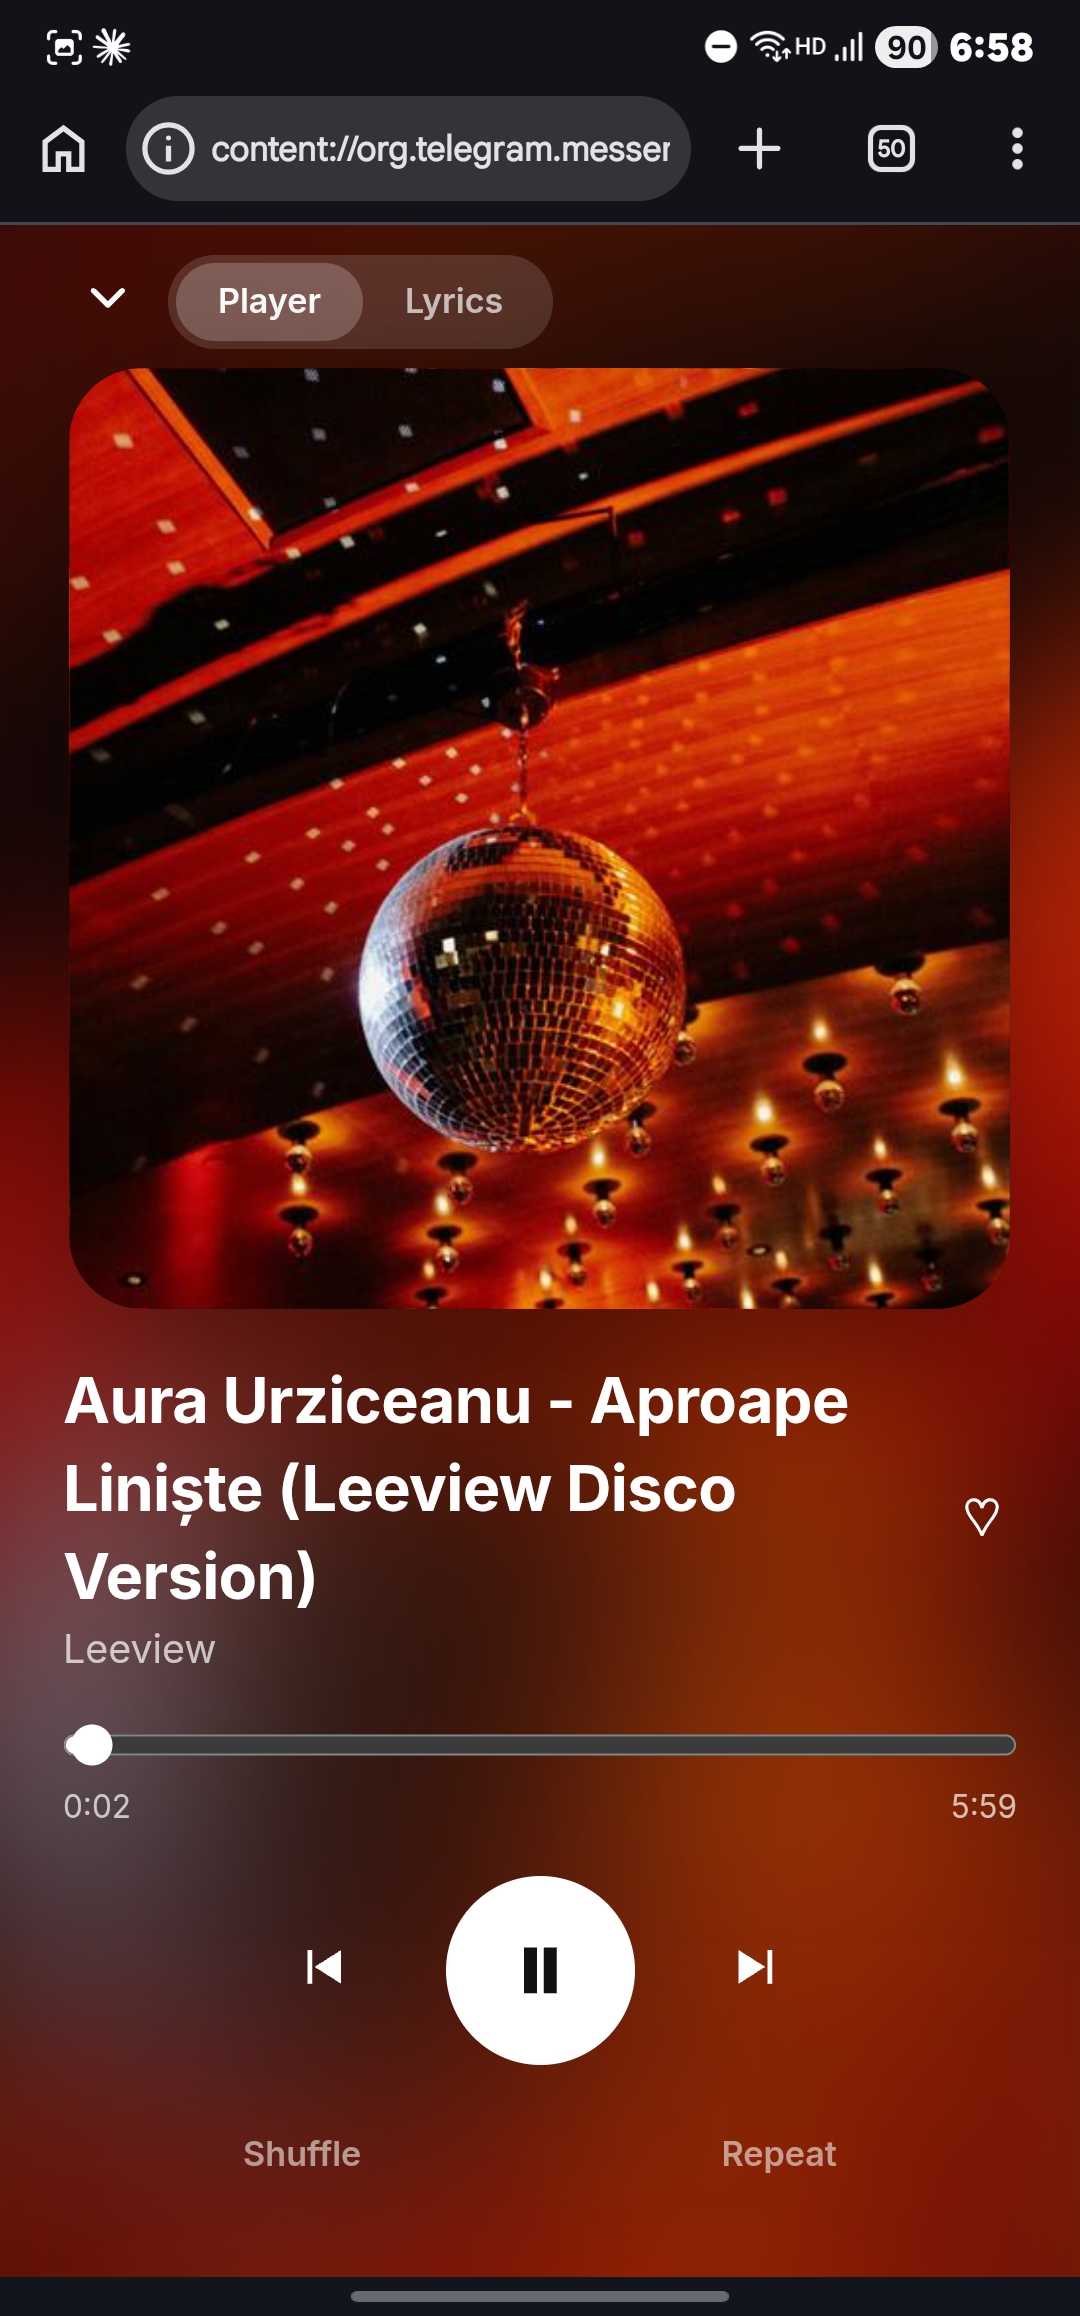 HD 90 6:58
content://org.telegram.messer
50
Player Lyrics
Aura Urziceanu - Aproape
Liniște (Leeview Disco
Version)
Leeview
0:02 5:59
Shuffle Repeat